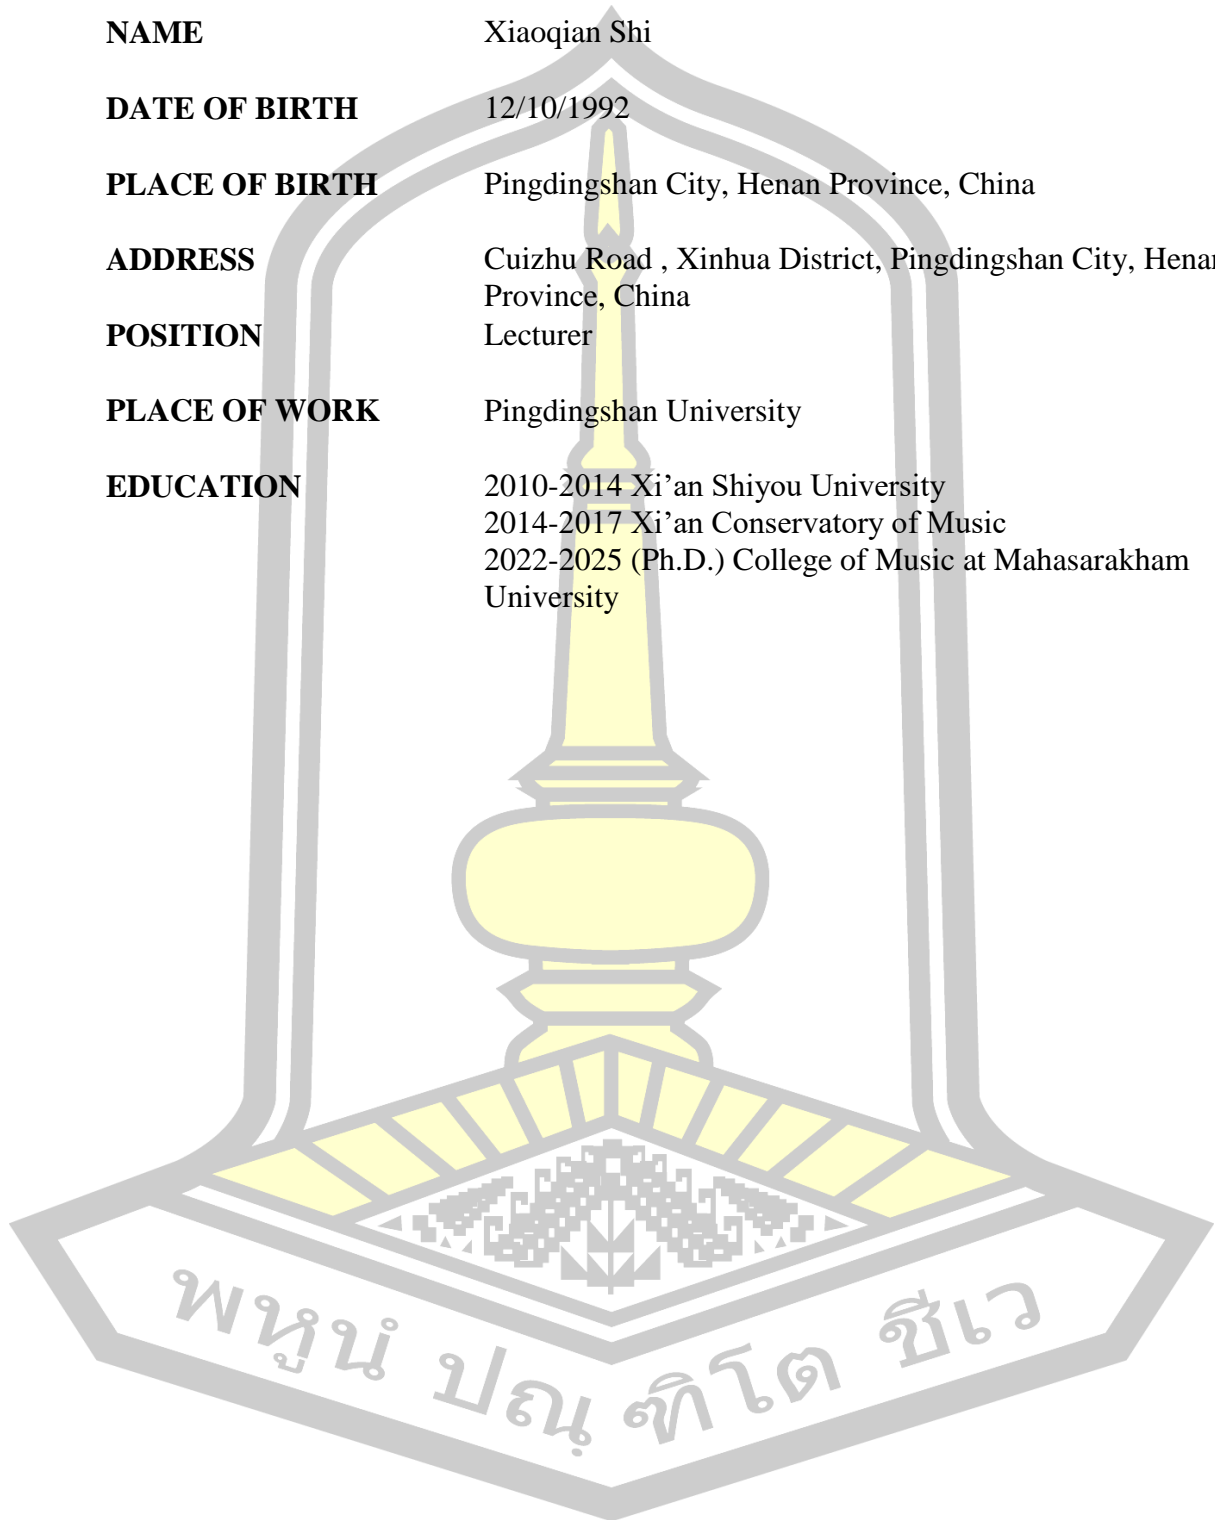 NAME Xiaoqian Shi
DATE OF BIRTH 12/10/1992
PLACE OF BIRTH Pingdingshan City, Henan Province, China
ADDRESS Cuizhu Road , Xinhua District, Pingdingshan City, Henan
Province, China
POSITION Lecturer
PLACE OF WORK Pingdingshan University
EDUCATION 2010-2014 Xi’an Shiyou University
2014-2017 Xi’an Conservatory of Music
2022-2025 (Ph.D.) College of Music at Mahasarakham
University
พหูนํ ปณฺฑิโต ชีเว